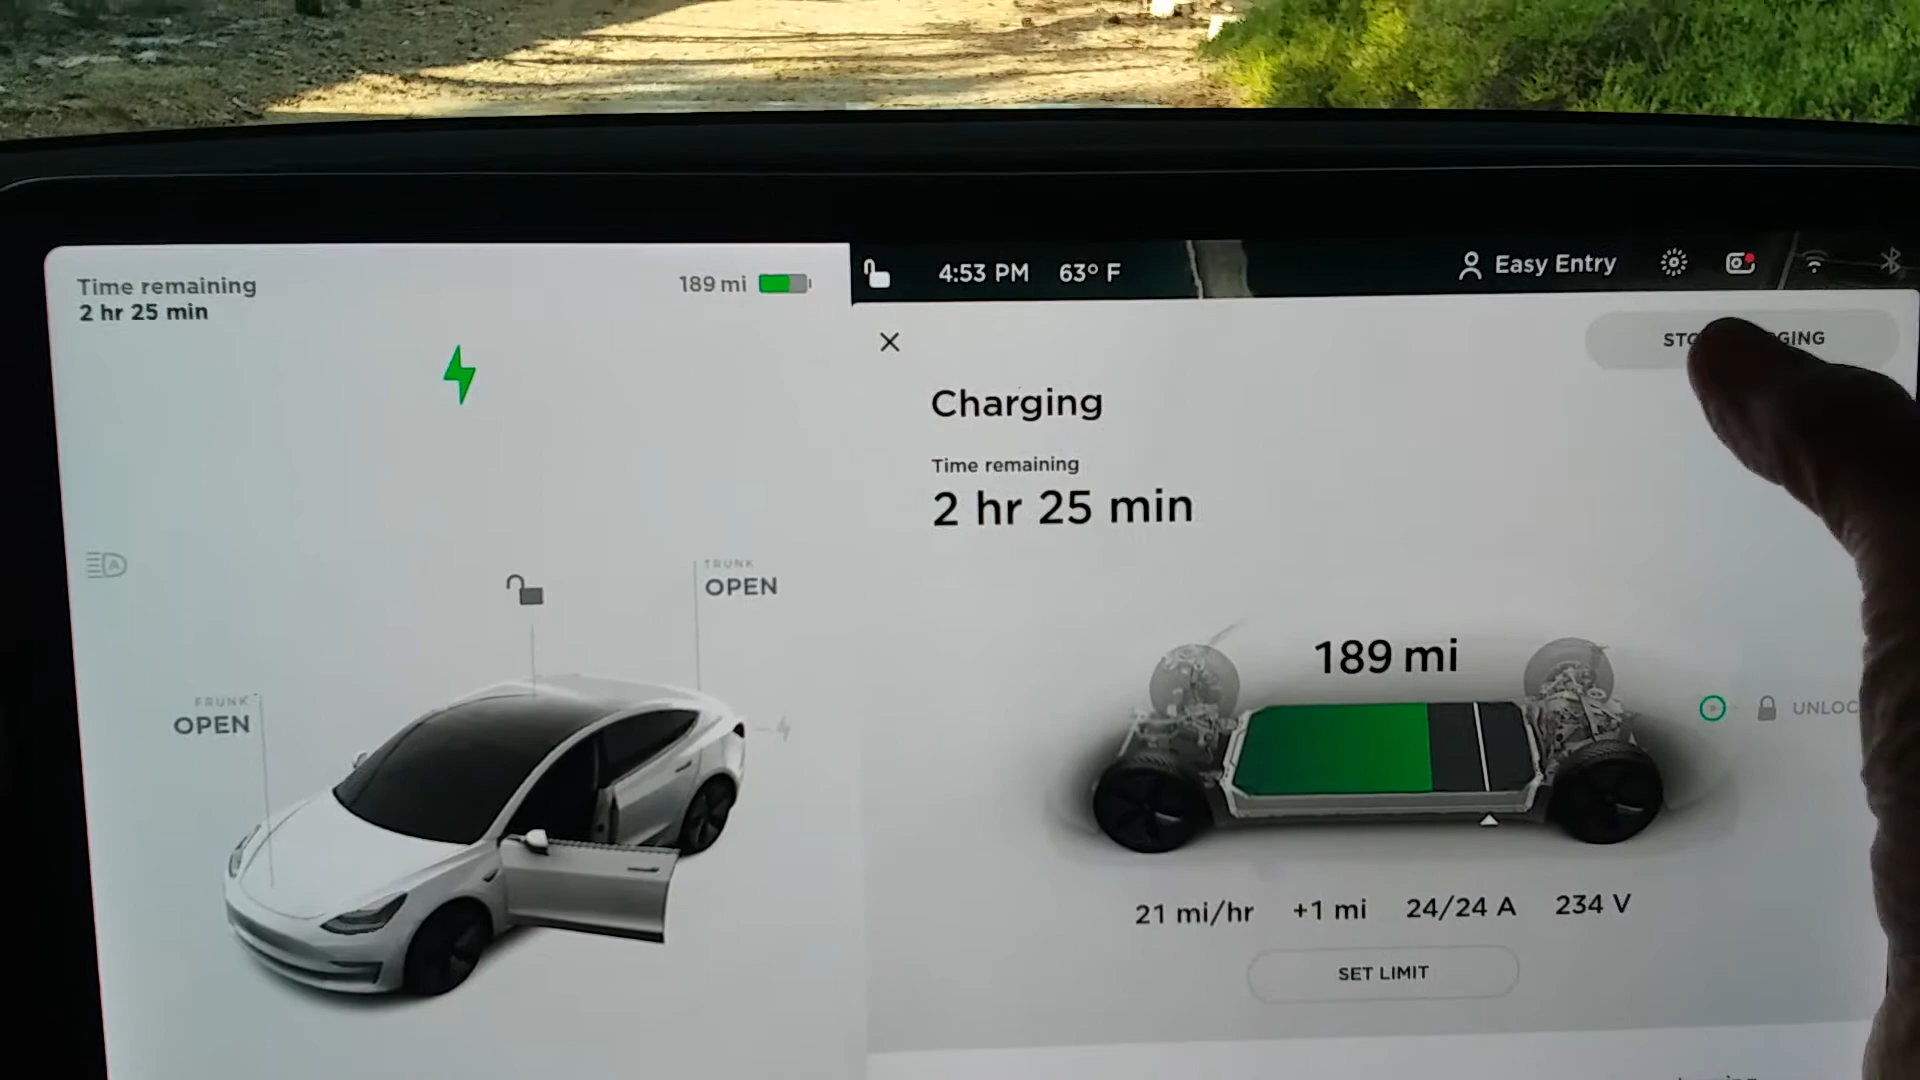 Time remaining
2 hr 25 min
189 mi
4:53 PM 63° F
Easy Entry
Charging
Time remaining
2 hr 25 min
TRUNK
OPEN
FRUNK
OPEN
189 mi
21 mi/hr +1 mi 24/24 A 234 V
SET LIMIT